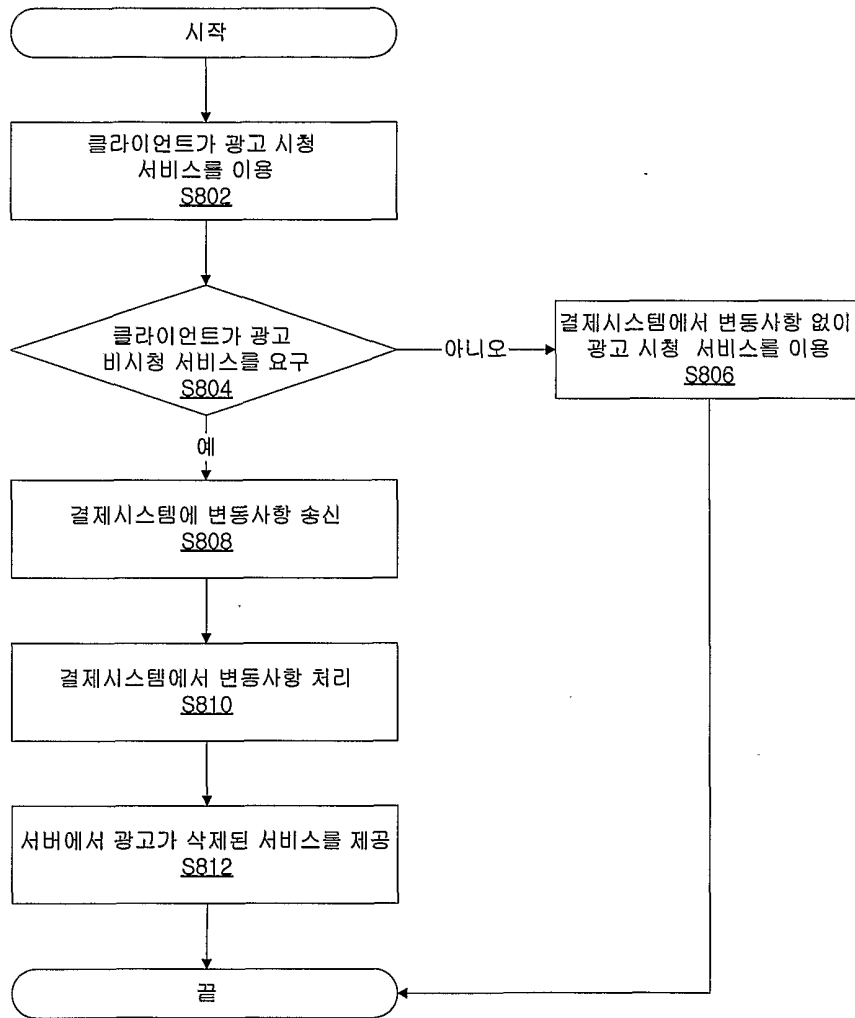 시작
클라이언트가 광고 시청
서비스를 이용
S802
클라이언트가 광고
비시청 서비스를 요구
S804
아니오
결제시스템에서 변동사항 없이
광고 시청 서비스를 이용
S806
예
결제시스템에 변동사항 송신
S808
결제시스템에서 변동사항 처리
S810
서버에서 광고가 삭제된 서비스를 제공
S812
끝